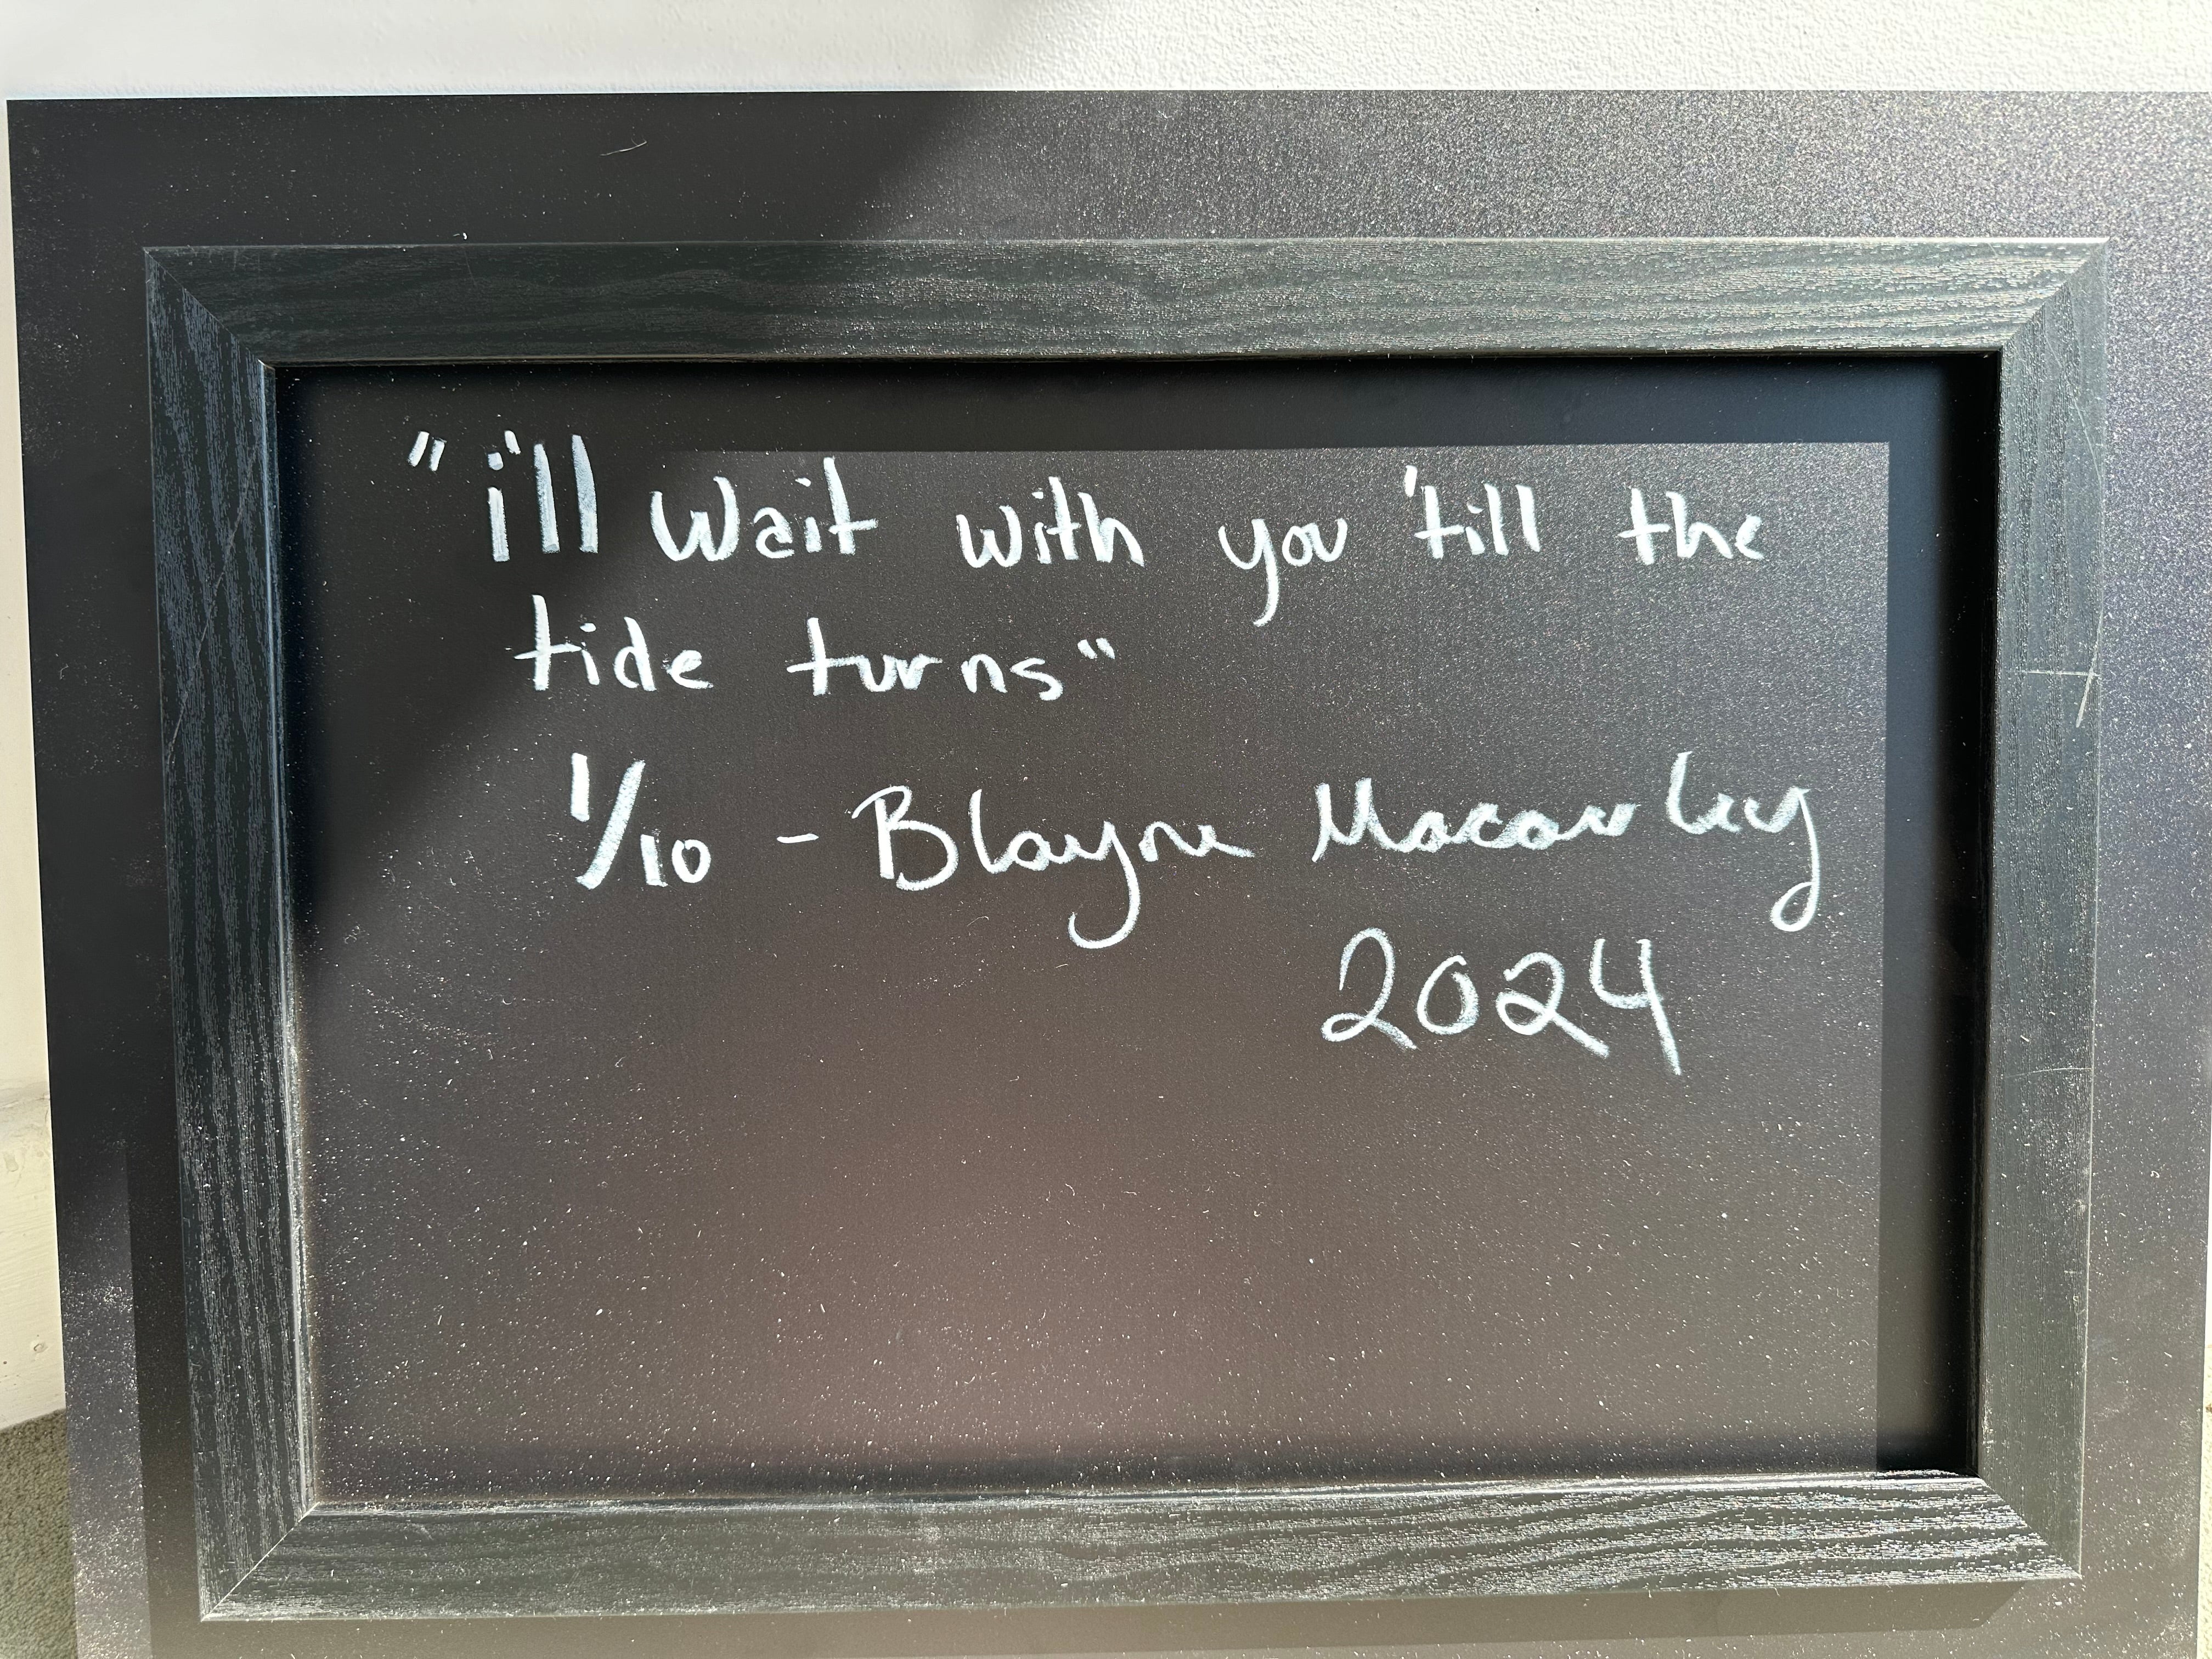 "i'll wait with you 'till the
tide turns"
1/10 - Blayne Macauley
2024